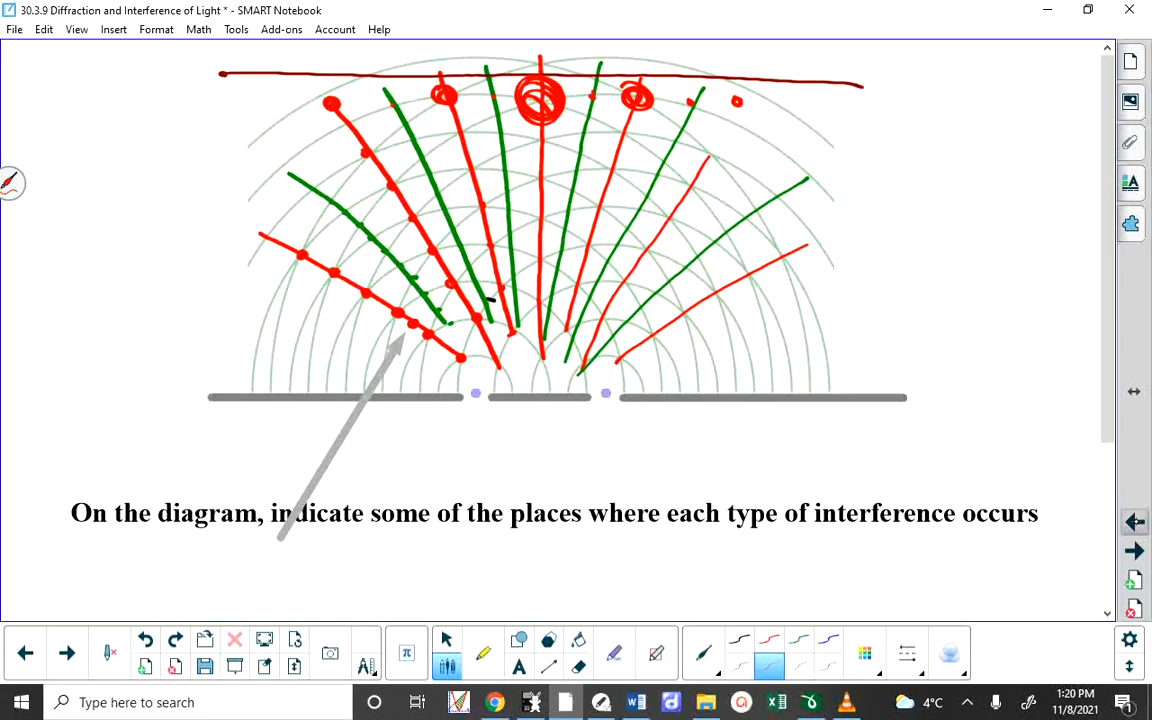 30.3.9 Diffraction and Interference of Light * - SMART Notebook
File Edit View Insert Format Math Tools Add-ons Account Help
On the diagram, indicate some of the places where each type of interference occurs
Type here to search
4°C
1:20 PM
11/8/2021